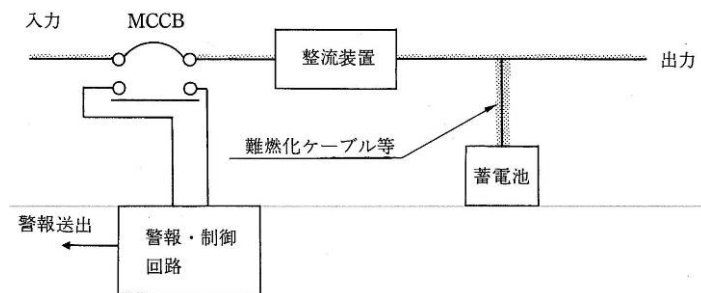 入力
MCCB
整流装置
出力
難燃化ケーブル等
蓄電池
警報送出
警報・制御
回路